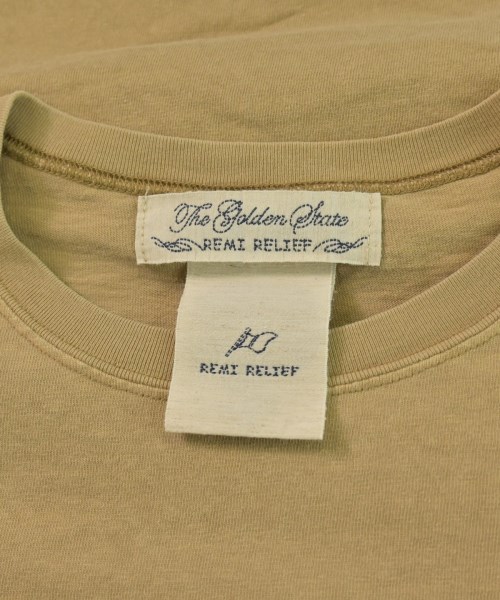 The Golden State
REMI RELIEF
REMI RELIEF